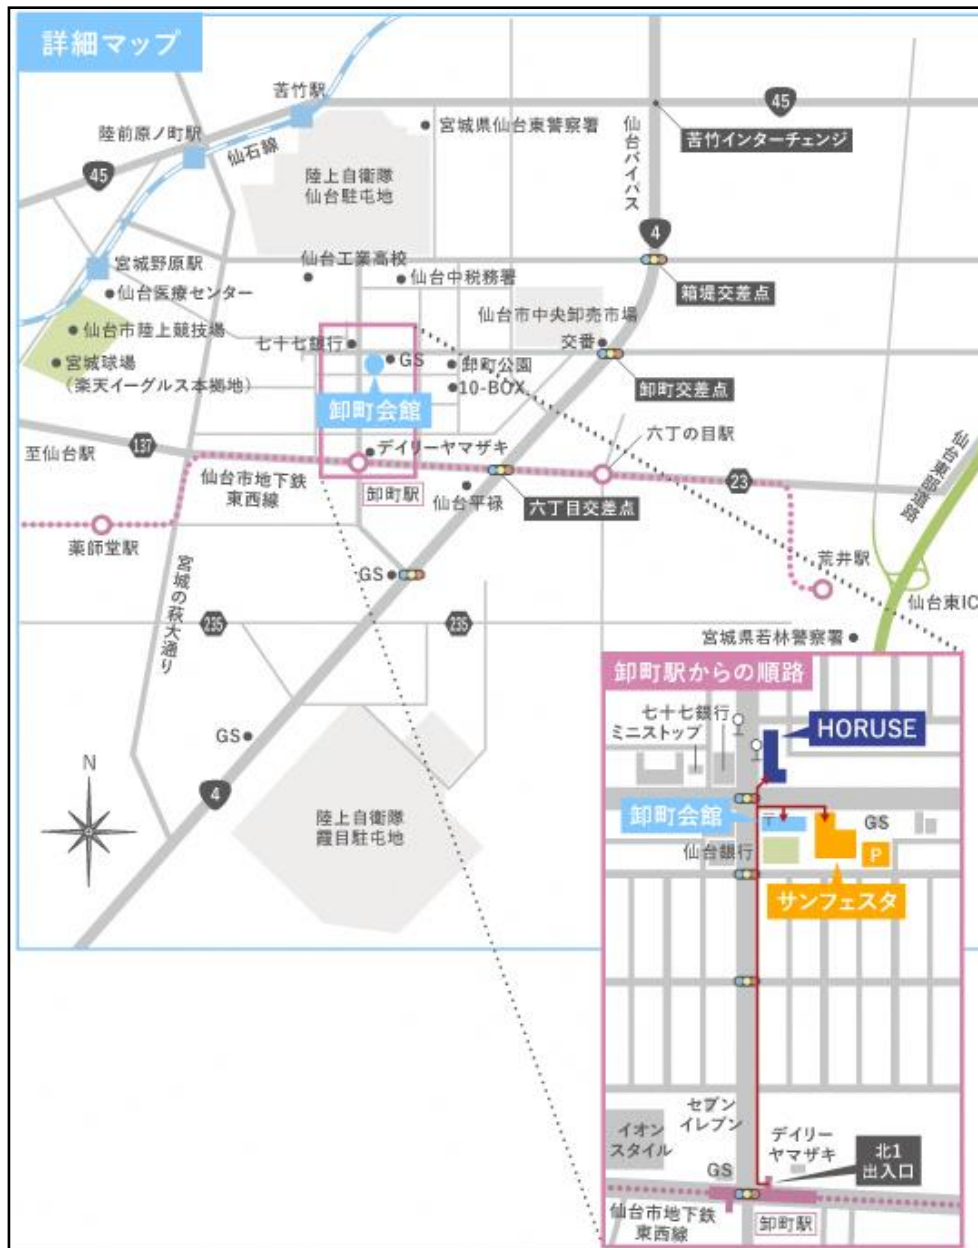 詳細マップ
苦竹駅
陸前原ノ町駅
仙石線
45
45
宮城県仙台東警察署
仙台バイパス
苦竹インターチェンジ
陸上自衛隊
仙台駐屯地
4
宮城野原駅
仙台工業高校
仙台中税務署
箱堤交差点
仙台医療センター
仙台市中央卸売市場
仙台市陸上競技場
七十七銀行
GS
交番
宮城球場
(楽天イーグルス本拠地)
卸町公園
10-BOX
卸町交差点
卸町会館
六丁の目駅
137
デイリーヤマザキ
至仙台駅
仙台市地下鉄
東西線
卸町駅
仙台平禄
六丁目交差点
23
仙台東部道路
薬師堂駅
宮城の萩大通り
GS
荒井駅
仙台東IC
235
235
宮城県若林警察署
GS
4
N
陸上自衛隊
霞目駐屯地
卸町駅からの順路
七十七銀行
ミニストップ
HORUSE
卸町会館
GS
仙台銀行
P
サンフェスタ
セブン
イレブン
イオン
スタイル
デイリー
ヤマザキ
北1
出入口
GS
仙台市地下鉄
東西線
卸町駅